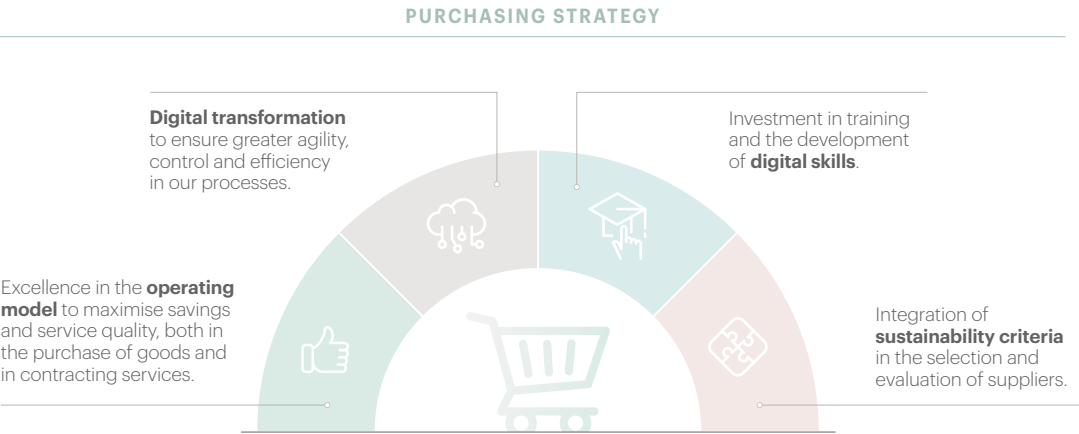 PURCHASING STRATEGY
Digital transformation
to ensure greater agility,
control and efficiency
in our processes.
Investment in training
and the development
of digital skills.
Excellence in the operating
model to maximise savings
and service quality, both in
the purchase of goods and
in contracting services.
Integration of
sustainability criteria
in the selection and
evaluation of suppliers.